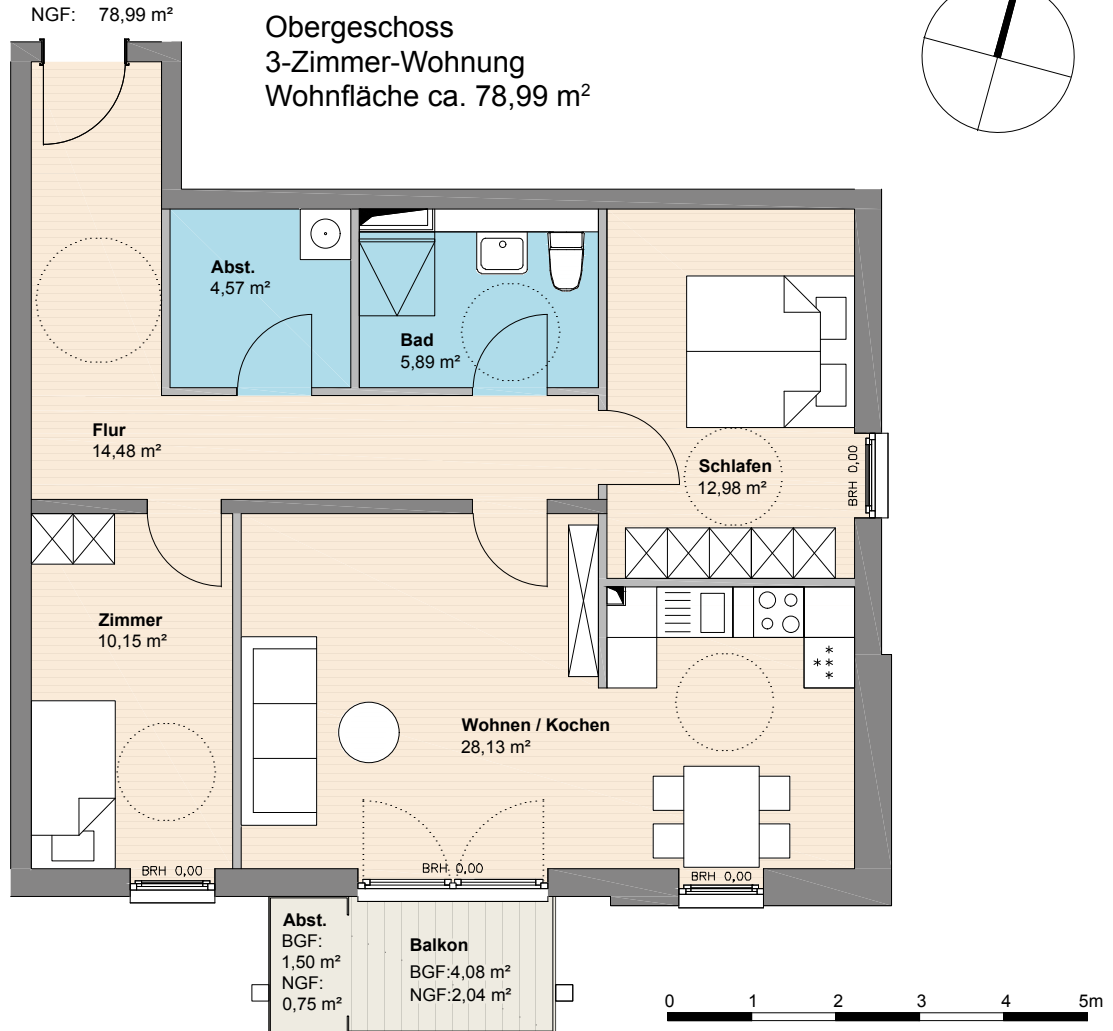 NGF: 78,99 m²
Obergeschoss
3-Zimmer-Wohnung
Wohnfläche ca. 78,99 m²
Abst.
4,57 m²
Bad
5,89 m²
Flur
14,48 m²
Schlafen
12,98 m²
BRH 0,00
Zimmer
10,15 m²
Wohnen / Kochen
28,13 m²
BRH 0,00
BRH 0,00
BRH 0,00
Abst.
BGF:
1,50 m²
NGF:
0,75 m²
Balkon
BGF:4,08 m²
NGF:2,04 m²
0 1 2 3 4 5m